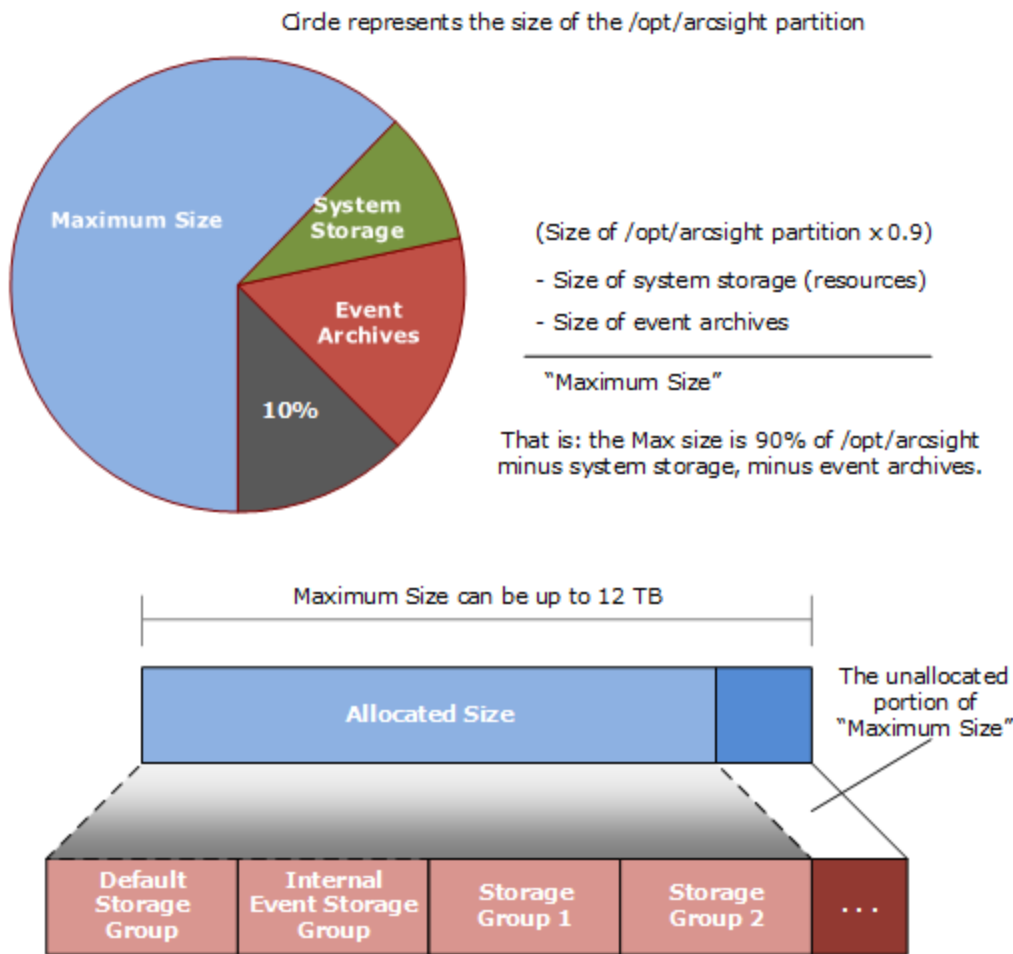 Circle represents the size of the /opt/arcsight partition
Maximum Size
System
Storage
Event
Archives
10%
(Size of /opt/arcsight partition x 0.9)
- Size of system storage (resources)
- Size of event archives
“Maximum Size”
That is: the Max size is 90% of /opt/arcsight
minus system storage, minus event archives.
Maximum Size can be up to 12 TB
Allocated Size
The unallocated
portion of
“Maximum Size”
Default
Storage
Group
Internal
Event Storage
Group
Storage
Group 1
Storage
Group 2
...